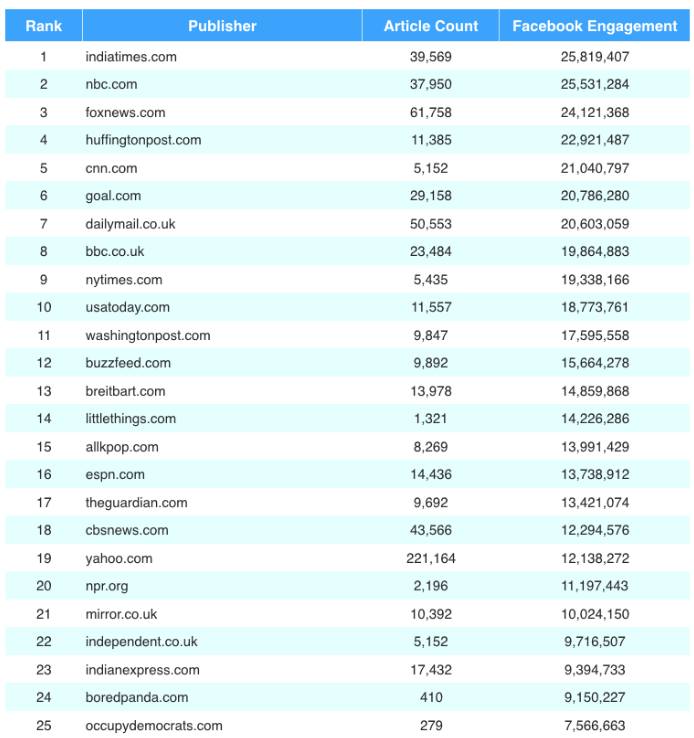 Rank Publisher Article Count Facebook Engagement
1 indiatimes.com 39,569 25,819,407
2 nbc.com 37,950 25,531,284
3 foxnews.com 61,758 24,121,368
4 huffingtonpost.com 11,385 22,921,487
5 cnn.com 5,152 21,040,797
6 goal.com 29,158 20,786,280
7 dailymail.co.uk 50,553 20,603,059
8 bbc.co.uk 23,484 19,864,883
9 nytimes.com 5,435 19,338,166
10 usatoday.com 11,557 18,773,761
11 washingtonpost.com 9,847 17,595,558
12 buzzfeed.com 9,892 15,664,278
13 breitbart.com 13,978 14,859,868
14 littlethings.com 1,321 14,226,286
15 allkpop.com 8,269 13,991,429
16 espn.com 14,436 13,738,912
17 theguardian.com 9,692 13,421,074
18 cbsnews.com 43,566 12,294,576
19 yahoo.com 221,164 12,138,272
20 npr.org 2,196 11,197,443
21 mirror.co.uk 10,392 10,024,150
22 independent.co.uk 5,152 9,716,507
23 indianexpress.com 17,432 9,394,733
24 boredpanda.com 410 9,150,227
25 occupydemocrats.com 279 7,566,663